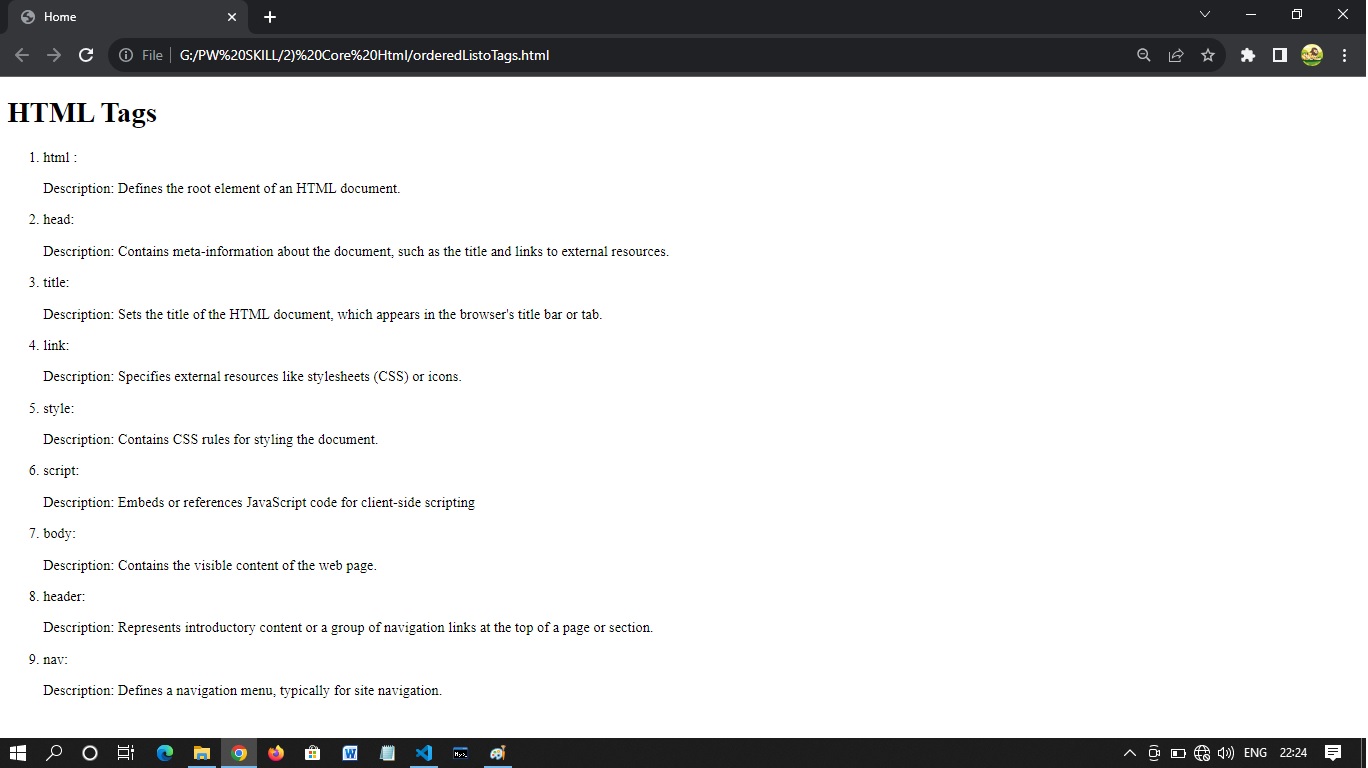 Home
File
G:/PW%20SKILL/2)%20Core%20Html/orderedListoTags.html
HTML Tags
1. html :
Description: Defines the root element of an HTML document.
2. head:
Description: Contains meta-information about the document, such as the title and links to external resources.
3. title:
Description: Sets the title of the HTML document, which appears in the browser's title bar or tab.
4. link:
Description: Specifies external resources like stylesheets (CSS) or icons.
5. style:
Description: Contains CSS rules for styling the document.
6. script:
Description: Embeds or references JavaScript code for client-side scripting
7. body:
Description: Contains the visible content of the web page.
8. header:
Description: Represents introductory content or a group of navigation links at the top of a page or section.
9. nav:
Description: Defines a navigation menu, typically for site navigation.
ENG 22:24